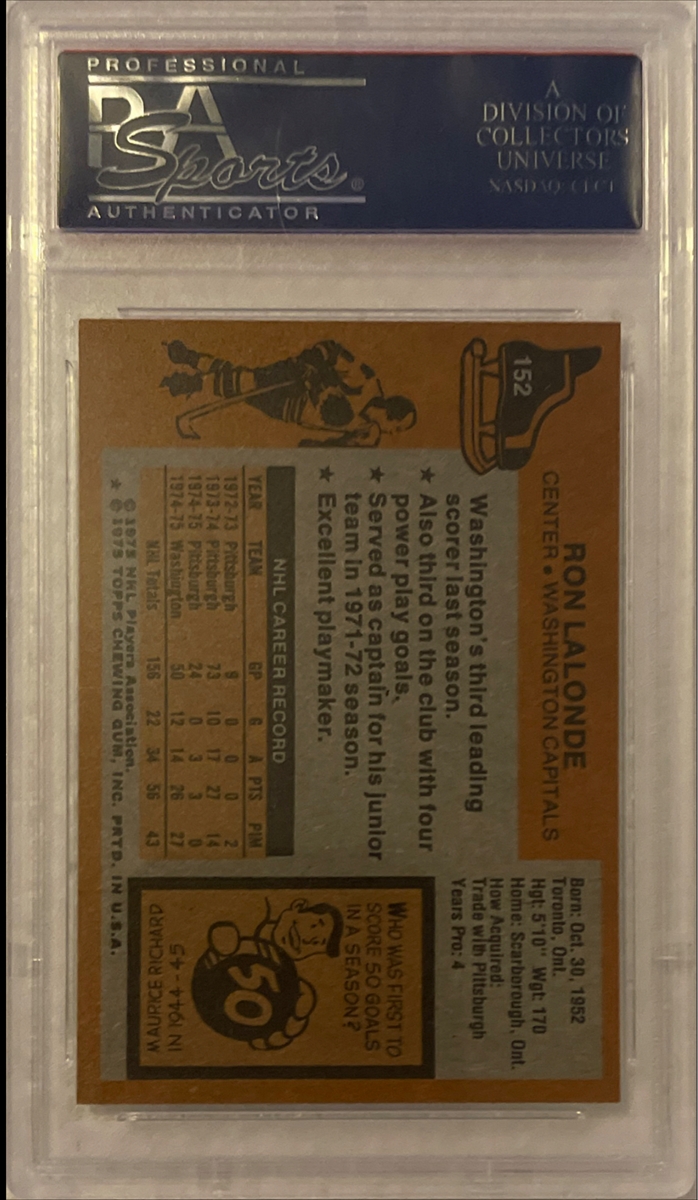 PROFESSIONAL
PSA
Sports®
AUTHENTICATOR
A
DIVISION OF
COLLECTORS
UNIVERSE
NASDAQ: CLCT
152
RON LALONDE
CENTER • WASHINGTON CAPITALS
Born: Oct. 30, 1952
Toronto, Ont.
Hgt: 5'10" Wgt: 170
Home: Scarborough, Ont.
How Acquired:
Trade with Pittsburgh
Years Pro: 4
Washington's third leading
scorer last season.
★ Also third on the club with four
power play goals.
★ Served as captain for his junior
team in 1971-72 season.
★ Excellent playmaker.
NHL CAREER RECORD
YEAR TEAM GP G A PTS PIM
1972-73 Pittsburgh 9 0 0 0 2
1973-74 Pittsburgh 73 10 17 27 14
1974-75 Pittsburgh 24 0 3 3 0
1974-75 Washington 50 12 14 26 27
NHL Totals 156 22 34 56 43
© 1975 NHL Players Association.
★ © 1975 TOPPS CHEWING GUM, INC. PRTD. IN U.S.A.
WHO WAS FIRST TO
SCORE 50 GOALS
IN A SEASON?
50
MAURICE RICHARD
IN 1944-45